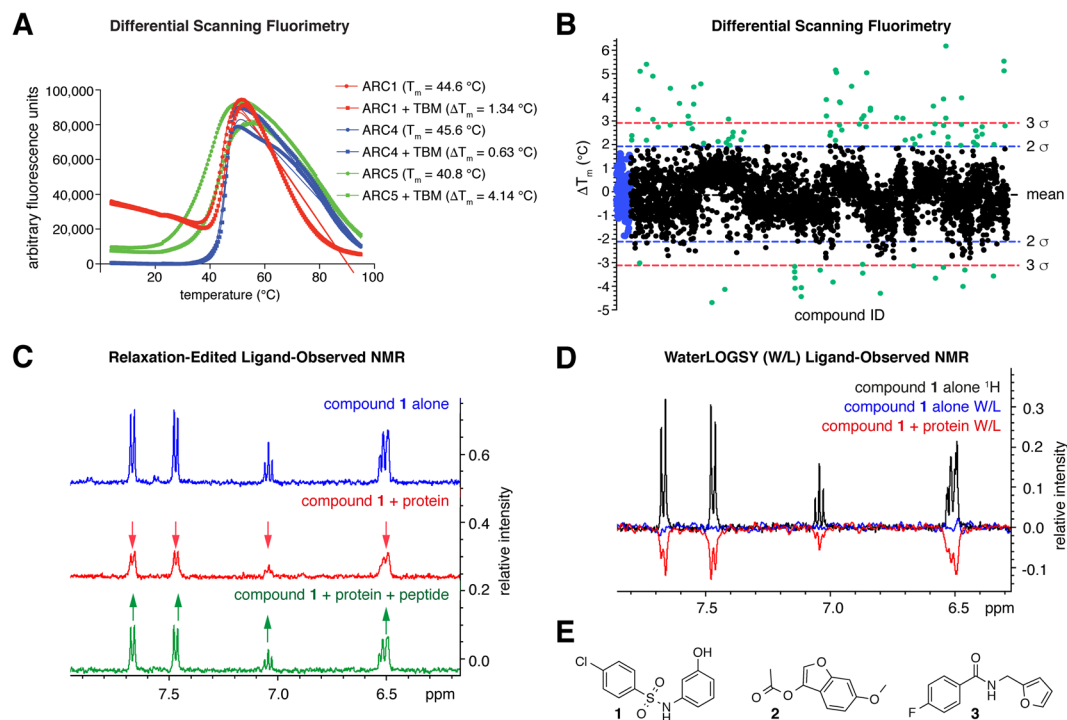 A
Differential Scanning Fluorimetry
arbitrary fluorescence units
100,000
80,000
60,000
40,000
20,000
0
0
20
40
60
80
100
temperature (°C)
ARC1 (Tm = 44.6 °C)
ARC1 + TBM (ΔTm = 1.34 °C)
ARC4 (Tm = 45.6 °C)
ARC4 + TBM (ΔTm = 0.63 °C)
ARC5 (Tm = 40.8 °C)
ARC5 + TBM (ΔTm = 4.14 °C)
B
Differential Scanning Fluorimetry
ΔTm (°C)
6
5
4
3
2
1
0
-1
-2
-3
-4
-5
3 σ
2 σ
mean
2 σ
3 σ
compound ID
C
Relaxation-Edited Ligand-Observed NMR
compound 1 alone
compound 1 + protein
compound 1 + protein + peptide
0.6
0.4
0.2
0.0
relative intensity
7.5
7.0
6.5
ppm
D
WaterLOGSY (W/L) Ligand-Observed NMR
compound 1 alone ¹H
compound 1 alone W/L
compound 1 + protein W/L
0.3
0.2
0.1
0.0
-0.1
relative intensity
7.5
7.0
6.5
ppm
E
Cl
O
S
O
N
H
OH
1
O
O
O
O
2
F
O
N
H
O
3